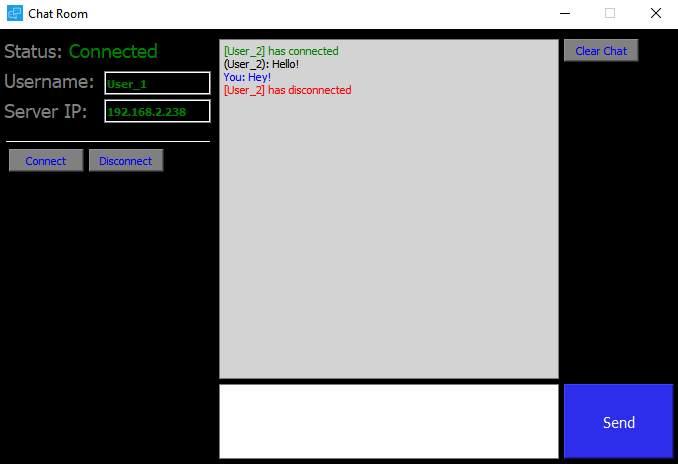 Chat Room
Status: Connected
Username: User_1
Server IP: 192.168.2.238
Connect
Disconnect
[User_2] has connected
(User_2): Hello!
You: Hey!
[User_2] has disconnected
Clear Chat
Send